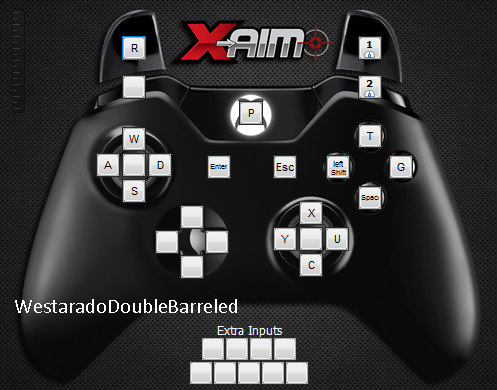 R
X-AIM
1
2
P
W
A
D
S
Enter
Esc
T
left
Shift
G
Spac
X
Y
U
C
WestaradoDoubleBarreled
Extra Inputs